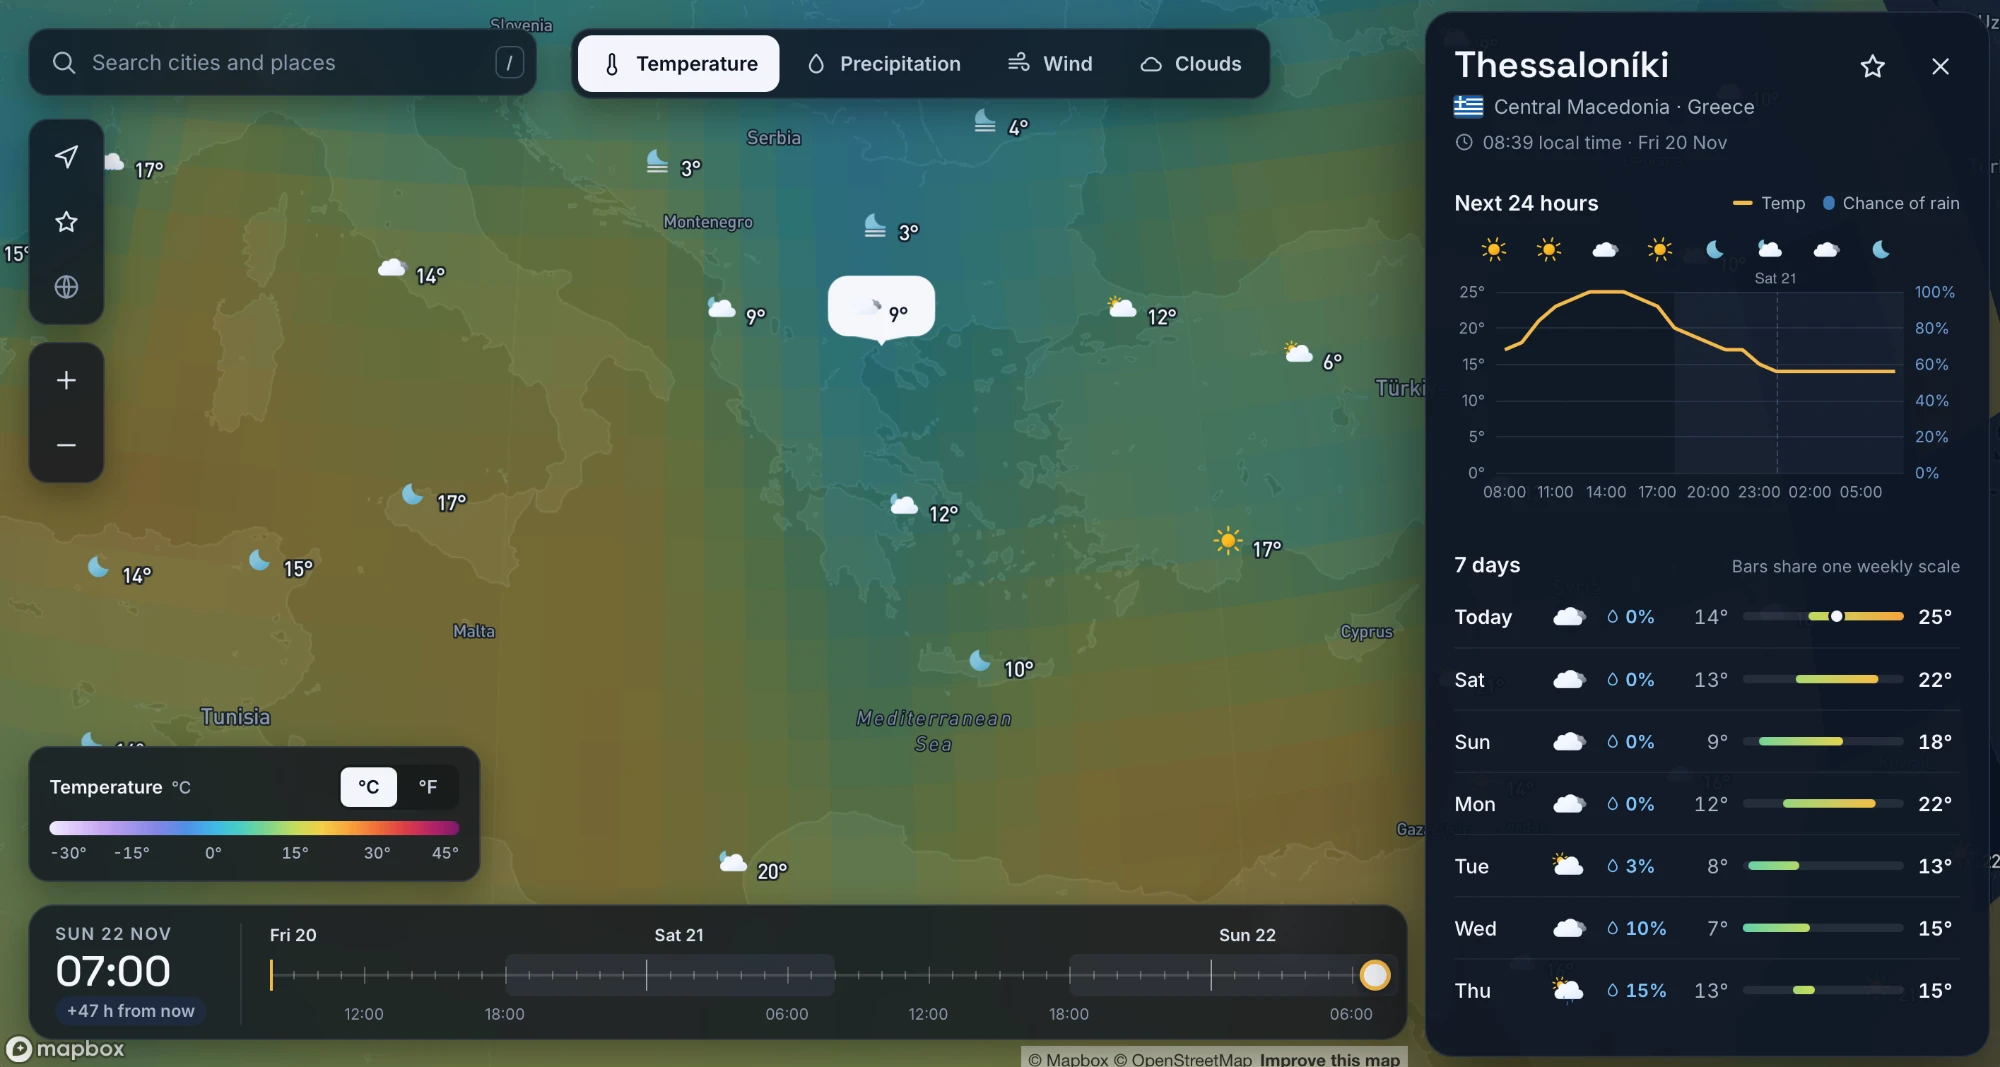 Slovenia
Search cities and places /
Temperature Precipitation Wind Clouds
Serbia
4°
3°
17°
Montenegro
3°
15°
14°
9°
9°
12°
6°
Türki
17°
12°
17°
14°
15°
Malta
Cyprus
10°
Tunisia
Mediterranean
Sea
Gaz
20°
Temperature °C
°C °F
-30° -15° 0° 15° 30° 45°
SUN 22 NOV
07:00
+47 h from now
Fri 20 Sat 21 Sun 22
12:00 18:00 06:00 12:00 18:00 06:00
mapbox
© Mapbox © OpenStreetMap Improve this map
Thessaloníki
Central Macedonia · Greece
08:39 local time · Fri 20 Nov
Next 24 hours
Temp Chance of rain
Sat 21
25° 100%
20° 80%
15° 60%
10° 40%
5° 20%
0° 0%
08:00 11:00 14:00 17:00 20:00 23:00 02:00 05:00
7 days Bars share one weekly scale
Today 0% 14° 25°
Sat 0% 13° 22°
Sun 0% 9° 18°
Mon 0% 12° 22°
Tue 3% 8° 13°
Wed 10% 7° 15°
Thu 15% 13° 15°